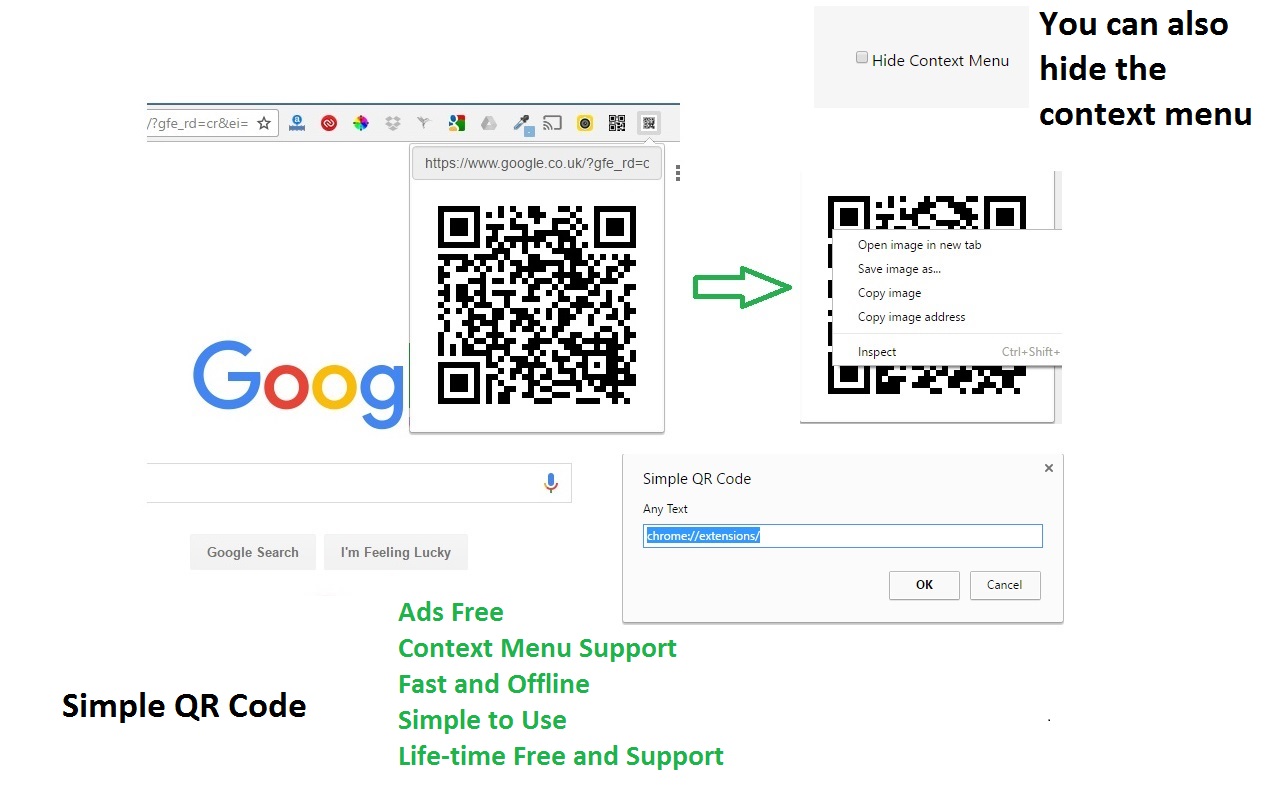 You can also
hide the
context menu
Hide Context Menu
/?gfe_rd=cr&ei=
https://www.google.co.uk/?gfe_rd=c
Open image in new tab
Save image as...
Copy image
Copy image address
Inspect Ctrl+Shift+
Goog
Simple QR Code
Any Text
chrome://extensions/
OK Cancel
Google Search I'm Feeling Lucky
Ads Free
Context Menu Support
Fast and Offline
Simple to Use
Life-time Free and Support
Simple QR Code